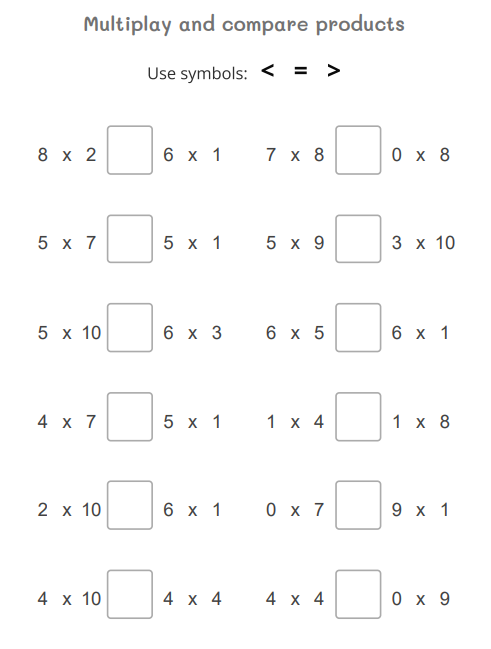 Multiplay and compare products
Use symbols: < = >
8 x 2 6 x 1 7 x 8 0 x 8
5 x 7 5 x 1 5 x 9 3 x 10
5 x 10 6 x 3 6 x 5 6 x 1
4 x 7 5 x 1 1 x 4 1 x 8
2 x 10 6 x 1 0 x 7 9 x 1
4 x 10 4 x 4 4 x 4 0 x 9